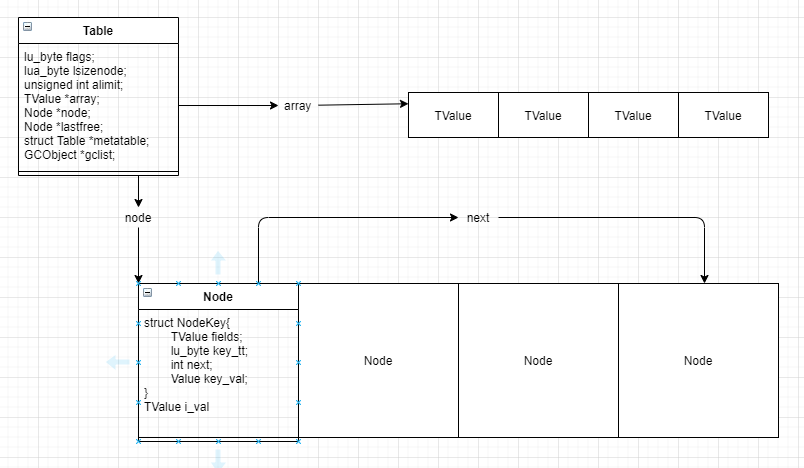 Table
lu_byte flags;
lua_byte lsizenode;
unsigned int alimit;
TValue *array;
Node *node;
Node *lastfree;
struct Table *metatable;
GCObject *gclist;
array
TValue
TValue
TValue
TValue
node
next
Node
struct NodeKey{
TValue fields;
lu_byte key_tt;
int next;
Value key_val;
}
TValue i_val
Node
Node
Node